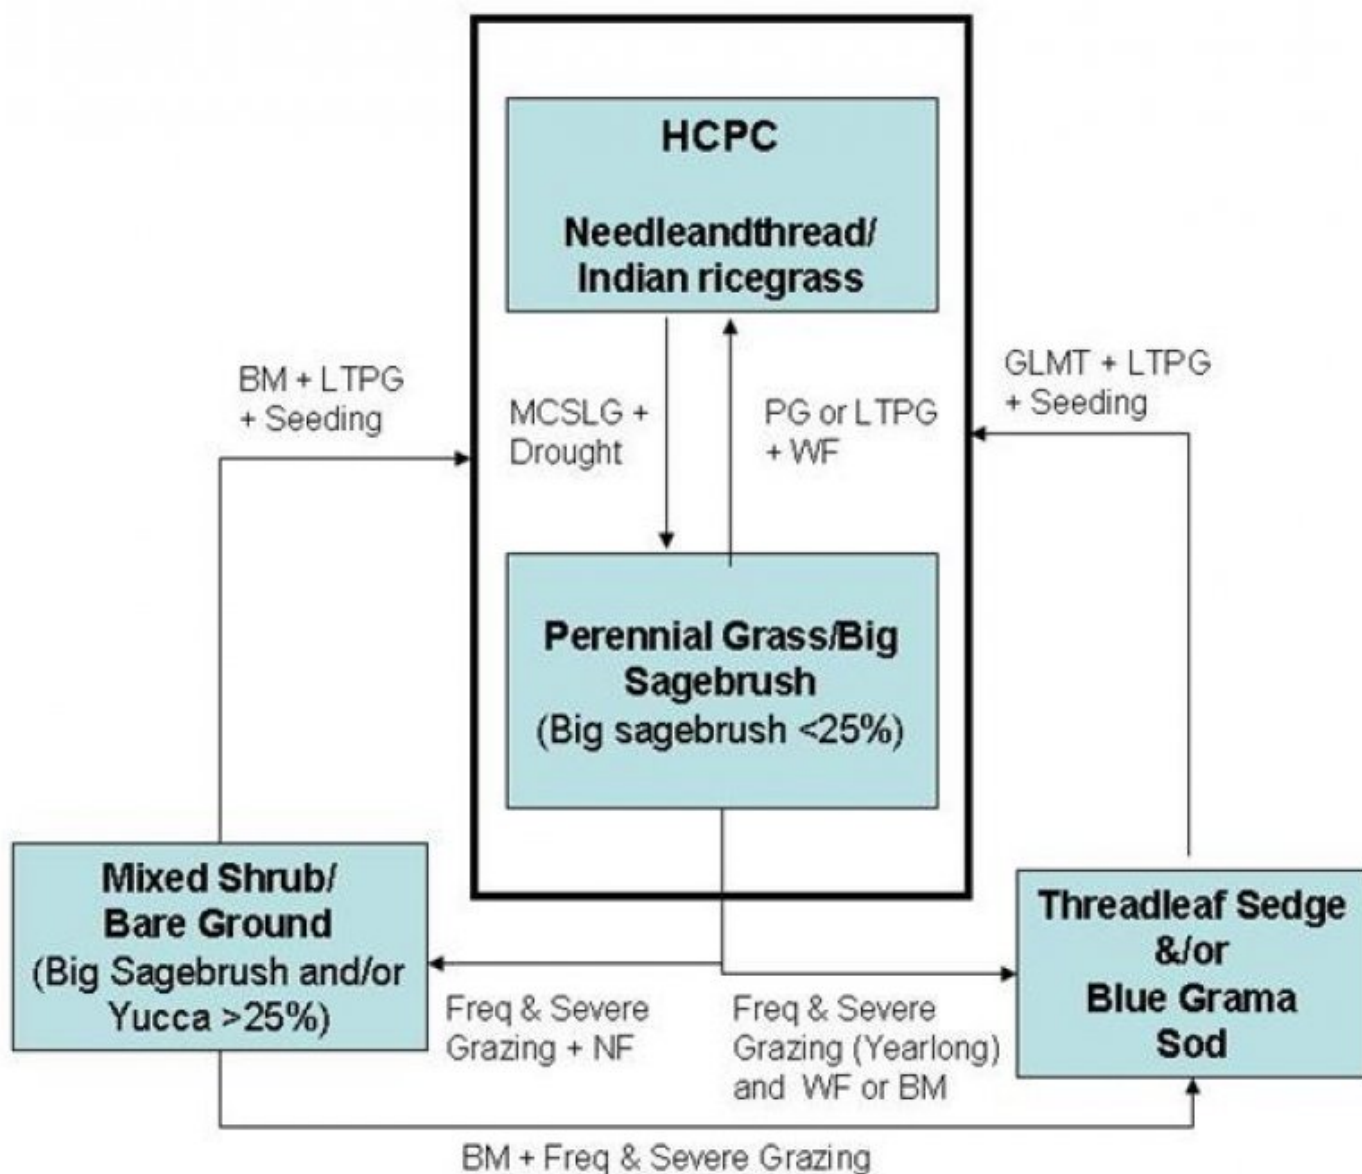 HCPC
Needleandthread/
Indian ricegrass
BM + LTPG
+ Seeding
MCSLG +
Drought
PG or LTPG
+ WF
GLMT + LTPG
+ Seeding
Perennial Grass/Big
Sagebrush
(Big sagebrush <25%)
Mixed Shrub/
Bare Ground
(Big Sagebrush and/or
Yucca >25%)
Threadleaf Sedge
&/or
Blue Grama
Sod
Freq & Severe
Grazing + NF
Freq & Severe
Grazing (Yearlong)
and WF or BM
BM + Freq & Severe Grazing